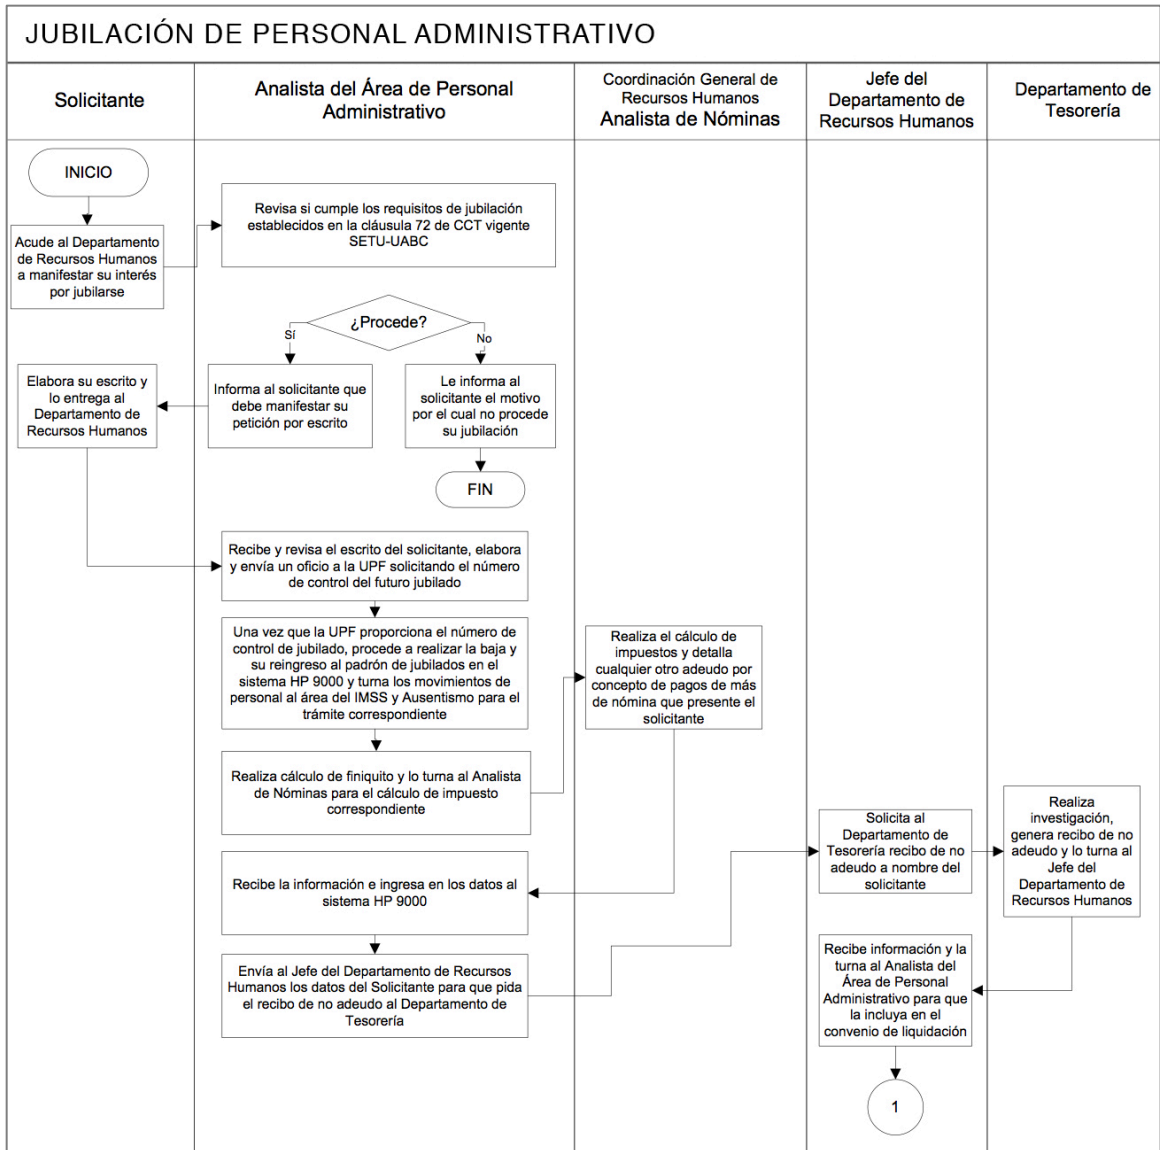 JUBILACIÓN DE PERSONAL ADMINISTRATIVO
Solicitante
Analista del Área de Personal
Administrativo
Coordinación General de
Recursos Humanos
Analista de Nóminas
Jefe del
Departamento de
Recursos Humanos
Departamento de
Tesorería
INICIO
Acude al Departamento
de Recursos Humanos
a manifestar su interés
por jubilarse
Revisa si cumple los requisitos de jubilación
establecidos en la cláusula 72 de CCT vigente
SETU-UABC
¿Procede?
Sí
No
Informa al solicitante que
debe manifestar su
petición por escrito
Le informa al
solicitante el motivo
por el cual no procede
su jubilación
FIN
Elabora su escrito y
lo entrega al
Departamento de
Recursos Humanos
Recibe y revisa el escrito del solicitante, elabora
y envía un oficio a la UPF solicitando el número
de control del futuro jubilado
Una vez que la UPF proporciona el número de
control de jubilado, procede a realizar la baja y
su reingreso al padrón de jubilados en el
sistema HP 9000 y turna los movimientos de
personal al área del IMSS y Ausentismo para el
trámite correspondiente
Realiza cálculo de finiquito y lo turna al Analista
de Nóminas para el cálculo de impuesto
correspondiente
Realiza el cálculo de
impuestos y detalla
cualquier otro adeudo por
concepto de pagos de más
de nómina que presente el
solicitante
Recibe la información e ingresa en los datos al
sistema HP 9000
Envía al Jefe del Departamento de Recursos
Humanos los datos del Solicitante para que pida
el recibo de no adeudo al Departamento de
Tesorería
Solicita al
Departamento de
Tesorería recibo de no
adeudo a nombre del
solicitante
Realiza
investigación,
genera recibo de no
adeudo y lo turna al
Jefe del
Departamento de
Recursos Humanos
Recibe información y la
turna al Analista del
Área de Personal
Administrativo para que
la incluya en el
convenio de liquidación
1